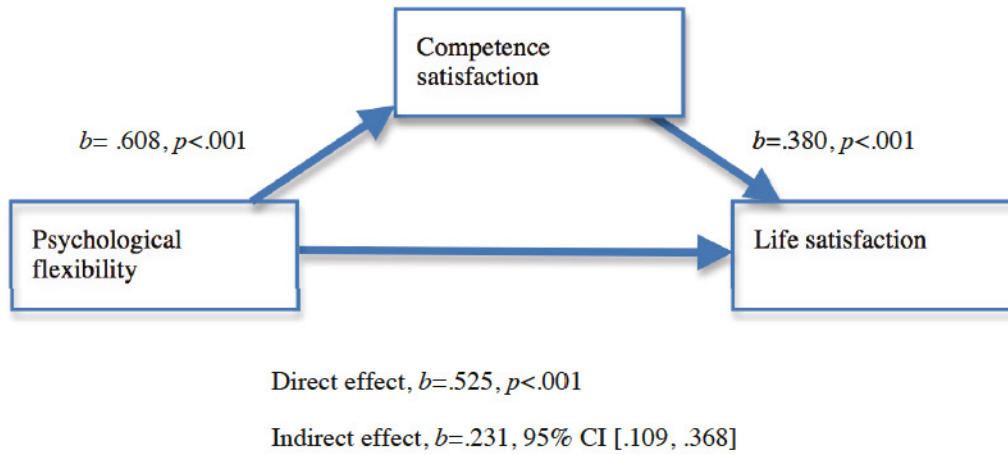 Competence
satisfaction
b= .608, p<.001
b=.380, p<.001
Psychological
flexibility
Life satisfaction
Direct effect, b=.525, p<.001
Indirect effect, b=.231, 95% CI [.109, .368]